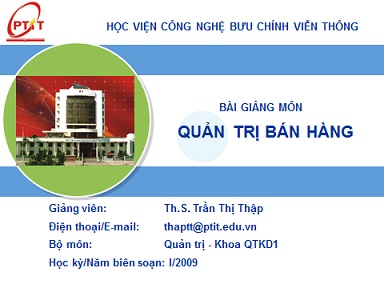 PTIT
HỌC VIỆN CÔNG NGHỆ BƯU CHÍNH VIỄN THÔNG
BÀI GIẢNG MÔN
QUẢN TRỊ BÁN HÀNG
Giảng viên: Th.S. Trần Thị Thập
Điện thoại/E-mail: thaptt@ptit.edu.vn
Bộ môn: Quản trị - Khoa QTKD1
Học kỳ/Năm biên soạn: I/2009